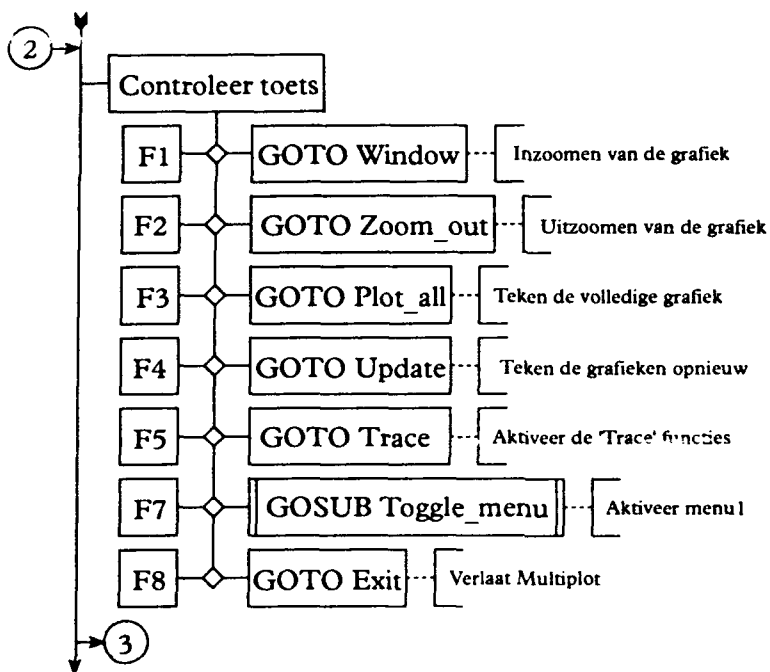 2
Controleer toets
F1 GOTO Window Inzoomen van de grafiek
F2 GOTO Zoom_out Uitzoomen van de grafiek
F3 GOTO Plot_all Teken de volledige grafiek
F4 GOTO Update Teken de grafieken opnieuw
F5 GOTO Trace Aktiveer de 'Trace' functies
F7 GOSUB Toggle_menu Aktiveer menu1
F8 GOTO Exit Verlaat Multiplot
3